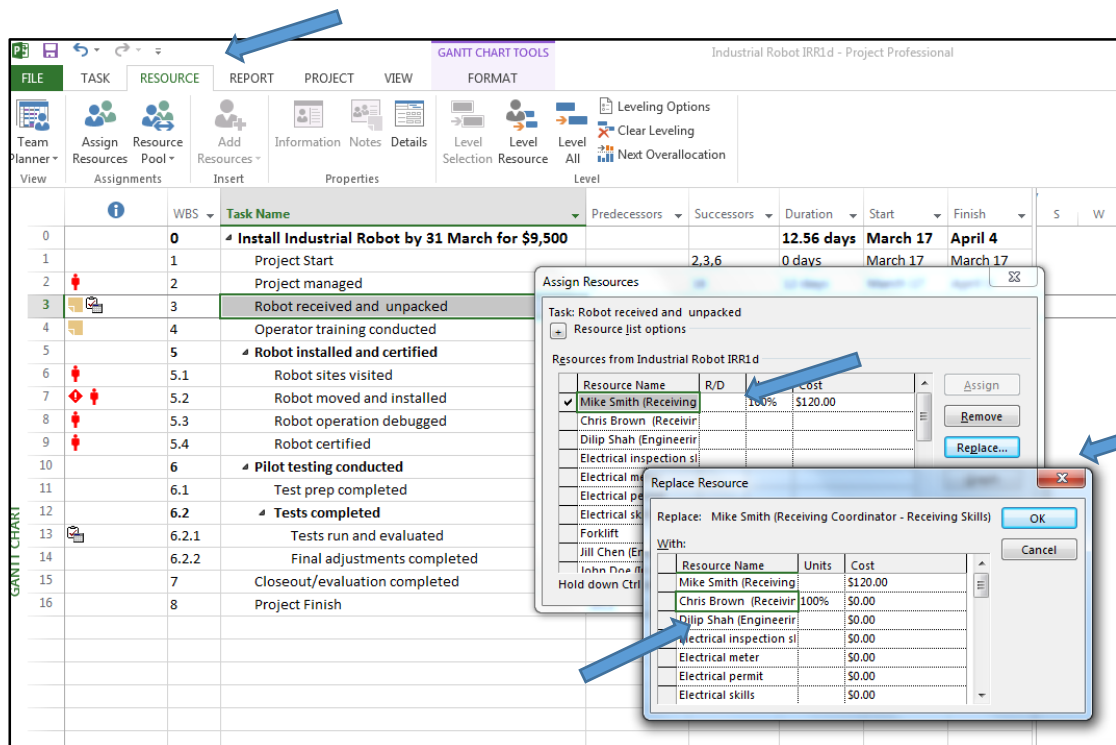 Industrial Robot IRR1d - Project Professional
GANTT CHART TOOLS
FILE TASK RESOURCE REPORT PROJECT VIEW FORMAT
Team Planner Assign Resources Resource Pool Add Resources Information Notes Details Level Selection Level Resource Level All
Leveling Options
Clear Leveling
Next Overallocation
View Assignments Insert Properties Level
WBS Task Name Predecessors Successors Duration Start Finish S W
0 0 Install Industrial Robot by 31 March for $9,500 12.56 days March 17 April 4
1 1 Project Start 2,3,6 0 days March 17 March 17
2 2 Project managed
3 3 Robot received and unpacked
4 4 Operator training conducted
5 5 Robot installed and certified
6 5.1 Robot sites visited
7 5.2 Robot moved and installed
8 5.3 Robot operation debugged
9 5.4 Robot certified
10 6 Pilot testing conducted
11 6.1 Test prep completed
12 6.2 Tests completed
13 6.2.1 Tests run and evaluated
14 6.2.2 Final adjustments completed
15 7 Closeout/evaluation complete
16 8 Project Finish
GANTT CHART
Assign Resources
Task: Robot received and unpacked
+ Resource list options
Resources from Industrial Robot IRR1d
Resource Name R/D Cost
Mike Smith (Receiving 100% $120.00
Chris Brown (Receivir
Dilip Shah (Engineerir
Electrical inspection sl
Electrical me
Electrical pe
Electrical sk
Forklift
Jill Chen (En
John Doe (I
Hold down Ctrl
Assign
Remove
Replace...
Replace Resource
Replace: Mike Smith (Receiving Coordinator - Receiving Skills)
OK
With:
Cancel
Resource Name Units Cost
Mike Smith (Receiving $120.00
Chris Brown (Receivir 100% $0.00
Dilip Shah (Engineerir $0.00
Electrical inspection sl $0.00
Electrical meter $0.00
Electrical permit $0.00
Electrical skills $0.00